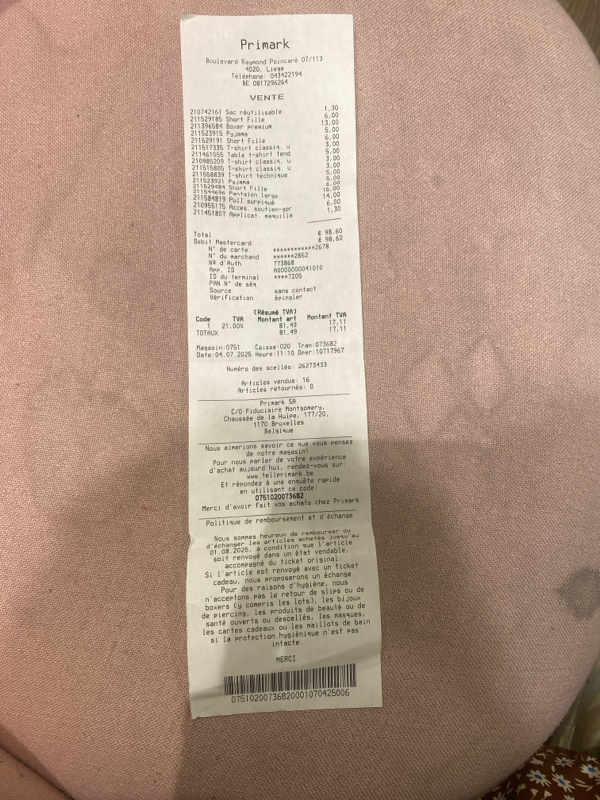 Primark
Boulevard Raymond Poincaré 07/113
4020, Liege
Téléphone: 043422194
BE 0817296264
VENTE
210742161 Sac réutilisable 1,30
211529185 Short Fille 6,00
211396584 Boxer premium 13,00
211523915 Pyjama 5,00
211529191 Short Fille 6,00
211517335 T-shirt classiq. u 3,00
211461555 Table t-shirt tend 5,00
210985209 T-shirt classiq. u 3,00
211515805 T-shirt classiq. u 3,00
211558839 T-shirt technique 5,00
211523921 Pyjama 5,00
211529484 Short Fille 6,00
Pantalon large 16,00
211584819 Pull surpiqué 14,00
210955175 Acces. soutien-gor 6,00
211451807 Applicat. maquilla 1,30
Total € 98,60
Debit Mastercard € 98,60
N° de carte. ************2678
N° du marchand ******2852
Nº d'Auth 773868
App. ID A0000000041010
ID du terminal ****7205
PAN N° de séq
Source sans contact
Vérification épingler
(Résumé TVA)
Code TVA Montant art Montant TVA
1 21,00% 81,49 17,11
TOTAUX 81,49 17,11
Magasin:0751 Caisse:020 Tran:073682
Date:04.07.2025 Heure:11:10 Oper:10717967
Numéro des scellés: 26273433
Articles vendus: 16
Articles retournés: 0
Primark SA
C/O Fiduciaire Montgomery,
Chaussée de la Hulpe, 177/20,
1170 Bruxelles
Belgique
Nous aimerions savoir ce que vous pensez
de notre magasin!
Pour nous parler de votre expérience
d'achat aujourd'hui, rendez-vous sur:
www.tellprimark.be
Et répondez à une enquête rapide
en utilisant ce code:
0751020073682
Merci d'avoir fait vos achats chez Primark
Politique de remboursement et d'échange
Nous sommes heureux de rembourser ou
d'échanger les articles achetés jusqu'au
01.08.2025, à condition que l'article
soit renvoyé dans un état vendable,
accompagné du ticket original.
Si l'article est renvoyé avec un ticket
cadeau, nous proposerons un échange.
Pour des raisons d'hygiène, nous
n'acceptons pas le retour de slips ou de
boxers (y compris les lots), les bijoux
de piercing, les produits de beauté ou de
santé ouverts ou descellés, les masques,
les cartes cadeaux ou les maillots de bain
si la protection hygiénique n'est pas
intacte.
MERCI
07510200736820001070425006